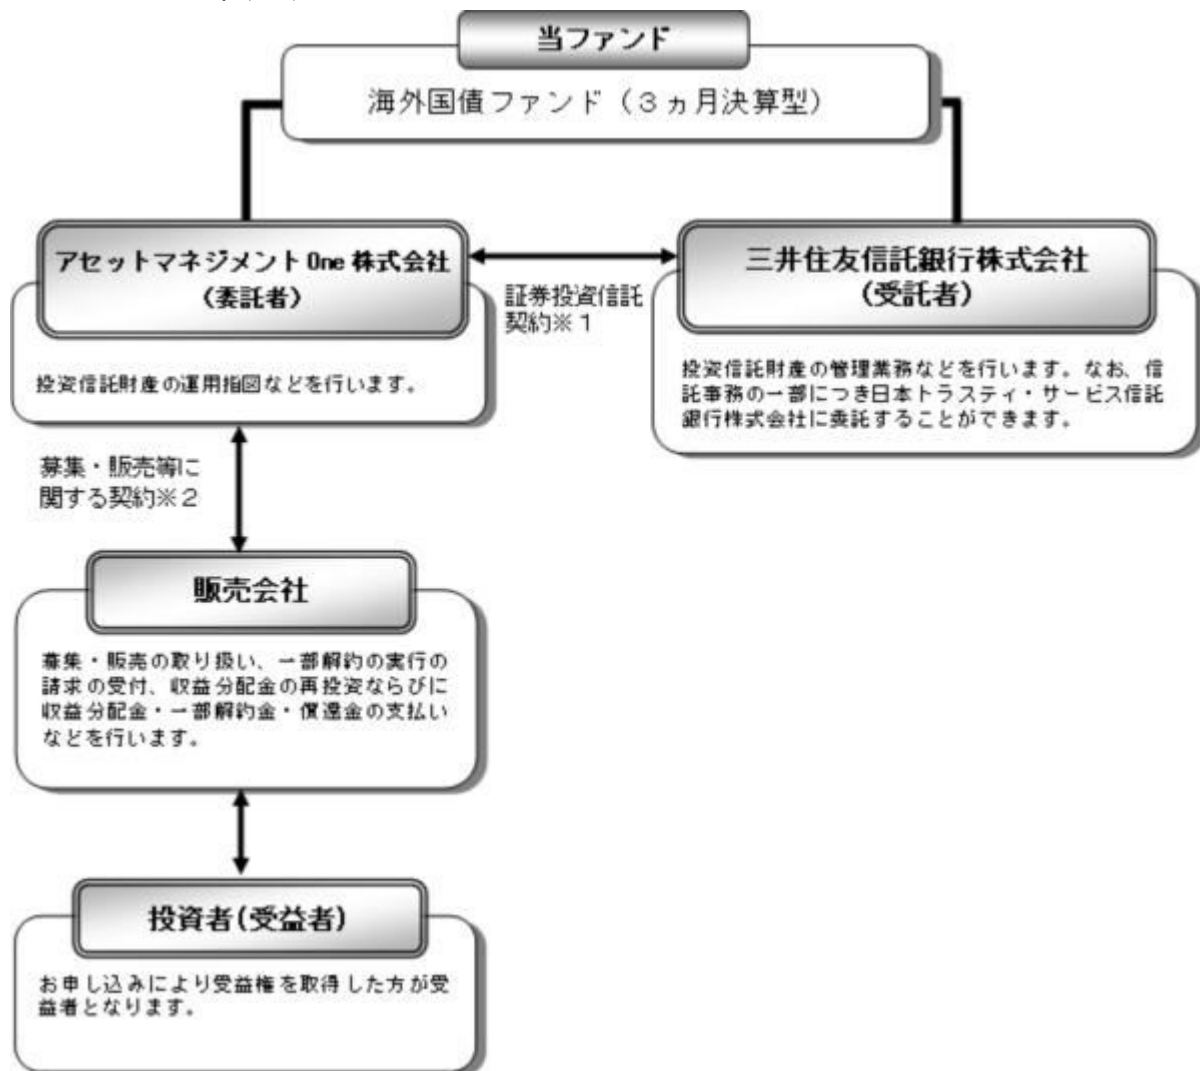 当ファンド
海外国債ファンド（３ヵ月決算型）
アセットマネジメントOne 株式会社
（委託者）
投資信託財産の運用指図などを行います。
証券投資信託
契約※１
三井住友信託銀行株式会社
（受託者）
投資信託財産の管理業務などを行います。なお、信
託事務の一部につき日本トラスティ・サービス信託
銀行株式会社に委託することができます。
募集・販売等に
関する契約※２
販売会社
募集・販売の取り扱い、一部解約の実行の
請求の受付、収益分配金の再投資ならびに
収益分配金・一部解約金・償還金の支払い
などを行います。
投資者(受益者)
お申し込みにより受益権を取得した方が受
益者となります。